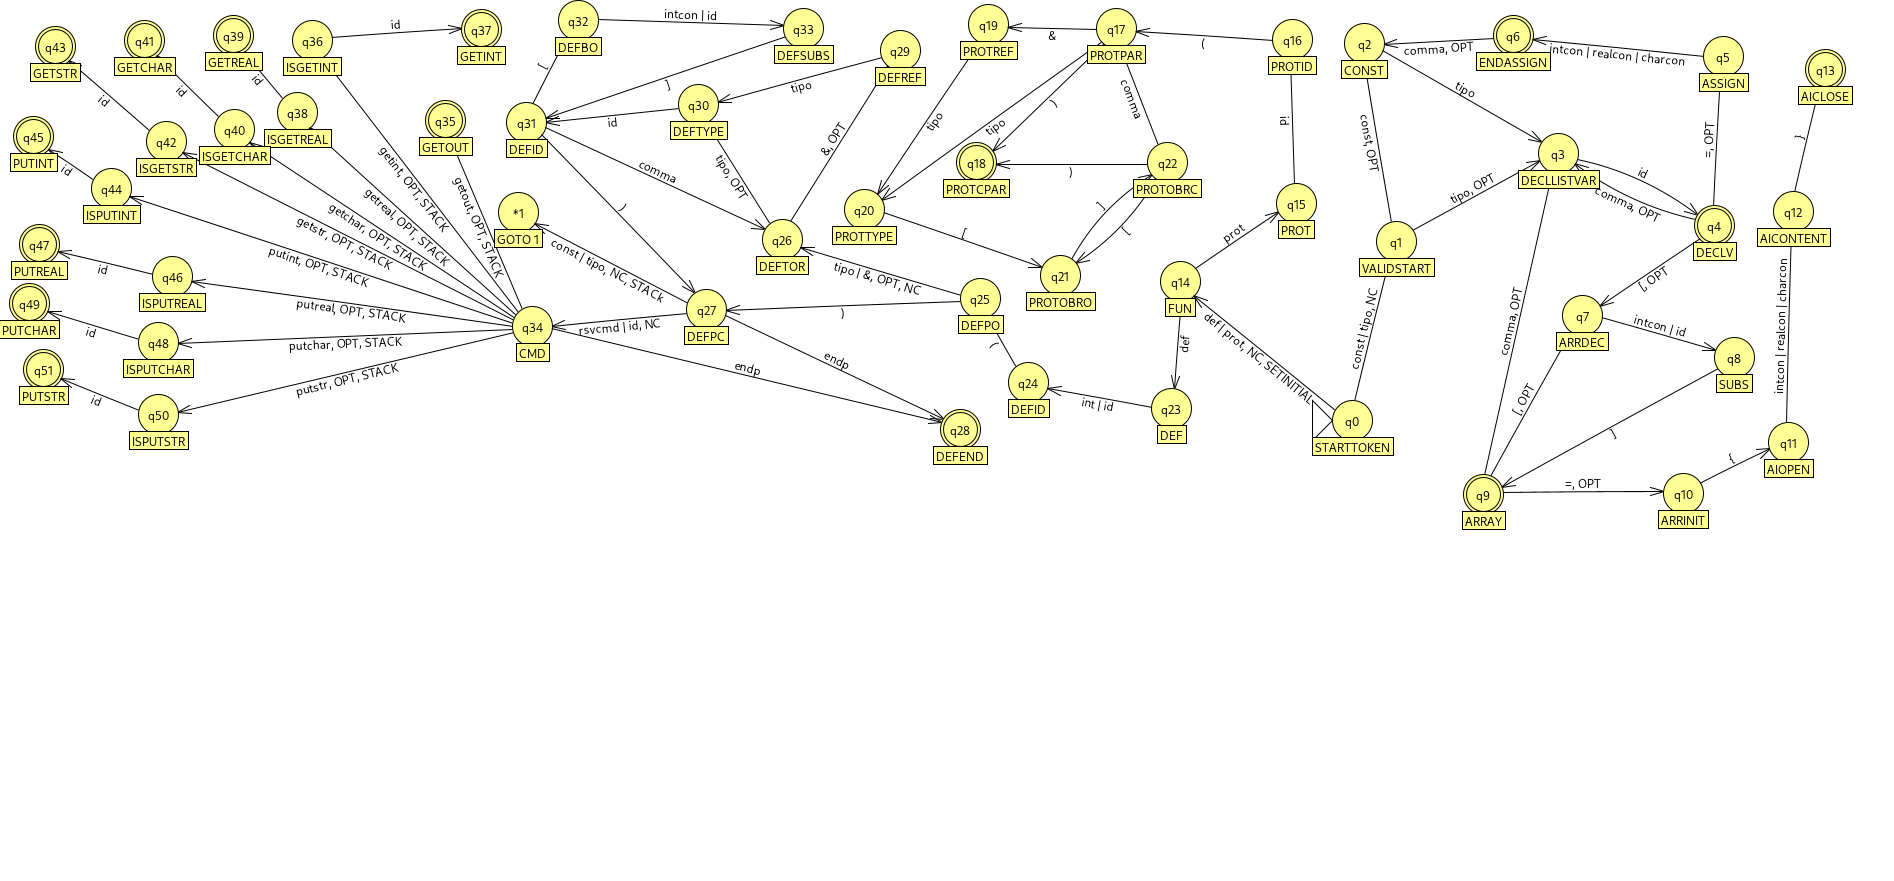 q43
GETSTR
q41
GETCHAR
q39
GETREAL
q36
ISGETINT
id
q37
GETINT
q32
DEFBO
intcon | id
q33
DEFSUBS
q29
DEFREF
q19
PROTREF
&
q17
PROTPAR
(
q16
PROTID
q2
CONST
comma, OPT
q6
ENDASSIGN
intcon | realcon | charcon
q5
ASSIGN
q13
AICLOSE
id
id
id
[
]
tipo
tipo
tipo
)
comma
id
const, OPT
tipo
=, OPT
}
q45
PUTINT
id
q42
ISGETSTR
q40
ISGETCHAR
q38
ISGETREAL
q35
GETOUT
q31
DEFID
id
q30
DEFTYPE
&, OPT
q18
PROTCPAR
)
q22
PROTOBRC
q3
DECLLISTVAR
id
comma, OPT
q44
ISPUTINT
getint, OPT, STACK
getout, OPT, STACK
comma
tipo, OPT
tipo, OPT
q47
PUTREAL
id
q46
ISPUTREAL
getreal, OPT, STACK
getchar, OPT, STACK
getstr, OPT, STACK
putint, OPT, STACK
*1
GOTO 1
)
q26
DEFTOR
q20
PROTTYPE
[
]
[
q21
PROTOBRO
prot
q15
PROT
q1
VALIDSTART
q4
DECLV
q12
AICONTENT
q49
PUTCHAR
id
q48
ISPUTCHAR
putreal, OPT, STACK
putchar, OPT, STACK
q34
CMD
rsvcmd | id, NC
const | tipo, NC, STACK
q27
DEFPC
)
tipo | &, OPT, NC
q25
DEFPO
q14
FUN
def
def | prot, NC, SETINITIAL
const | tipo, NC
comma, OPT
[, OPT
q7
ARRDEC
intcon | id
q8
SUBS
intcon | realcon | charcon
q51
PUTSTR
id
q50
ISPUTSTR
putstr, OPT, STACK
endp
endp
(
q24
DEFID
int | id
q23
DEF
q0
STARTTOKEN
[, OPT
]
q28
DEFEND
q9
ARRAY
=, OPT
q10
ARRINIT
{
q11
AIOPEN